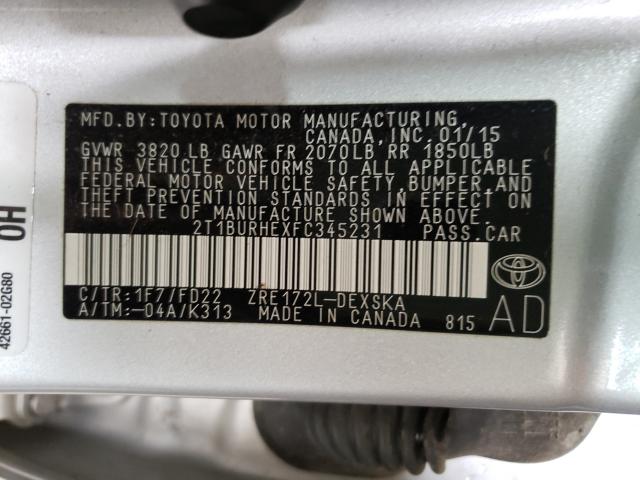 MFD.BY:TOYOTA MOTOR MANUFACTURING,
CANADA, INC. 01/15
GVWR 3820 LB GAWR FR 2070LB RR 1850LB
THIS VEHICLE CONFORMS TO ALL APPLICABLE
FEDERAL MOTOR VEHICLE SAFETY, BUMPER, AND
THEFT PREVENTION STANDARDS IN EFFECT ON
THE DATE OF MANUFACTURE SHOWN ABOVE.
2T1BURHEXFC345231 PASS.CAR
C/TR:1F7/FD22 ZRE172L-DEXSKA
A/TM:-04A/K313 MADE IN CANADA 815
AD
0H
42661-02G80